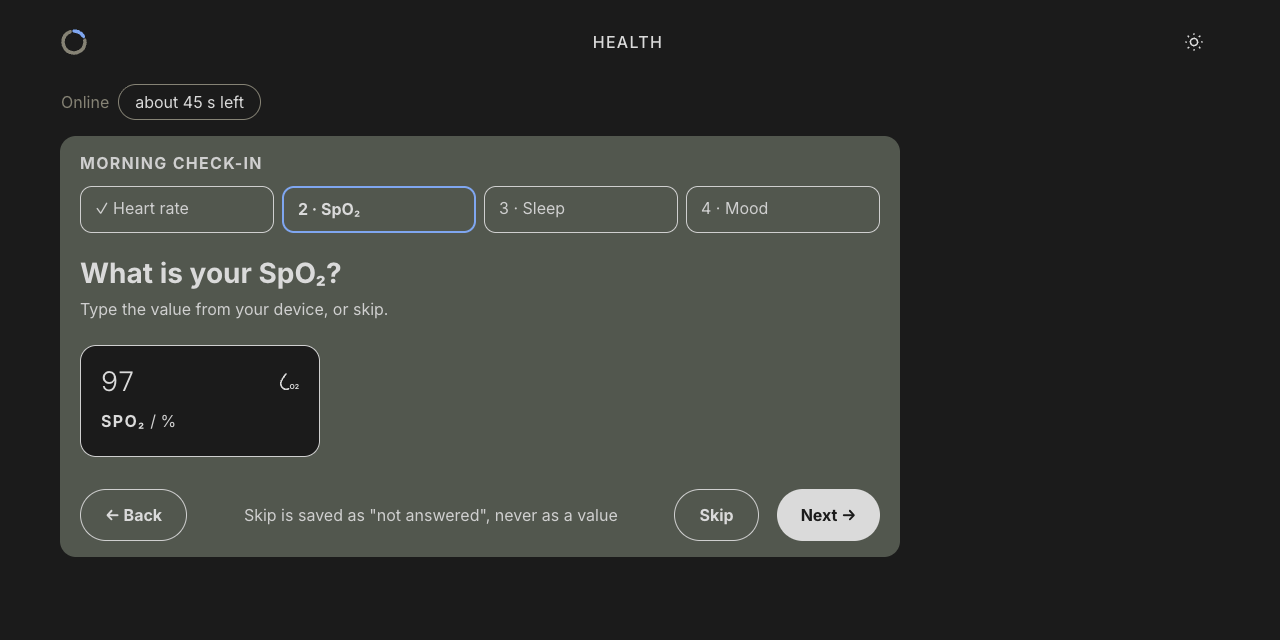 HEALTH
Online about 45 s left
MORNING CHECK-IN
✓ Heart rate 2 · SpO₂ 3 · Sleep 4 · Mood
What is your SpO₂?
Type the value from your device, or skip.
97 O2
SPO₂ / %
← Back Skip is saved as "not answered", never as a value Skip Next →